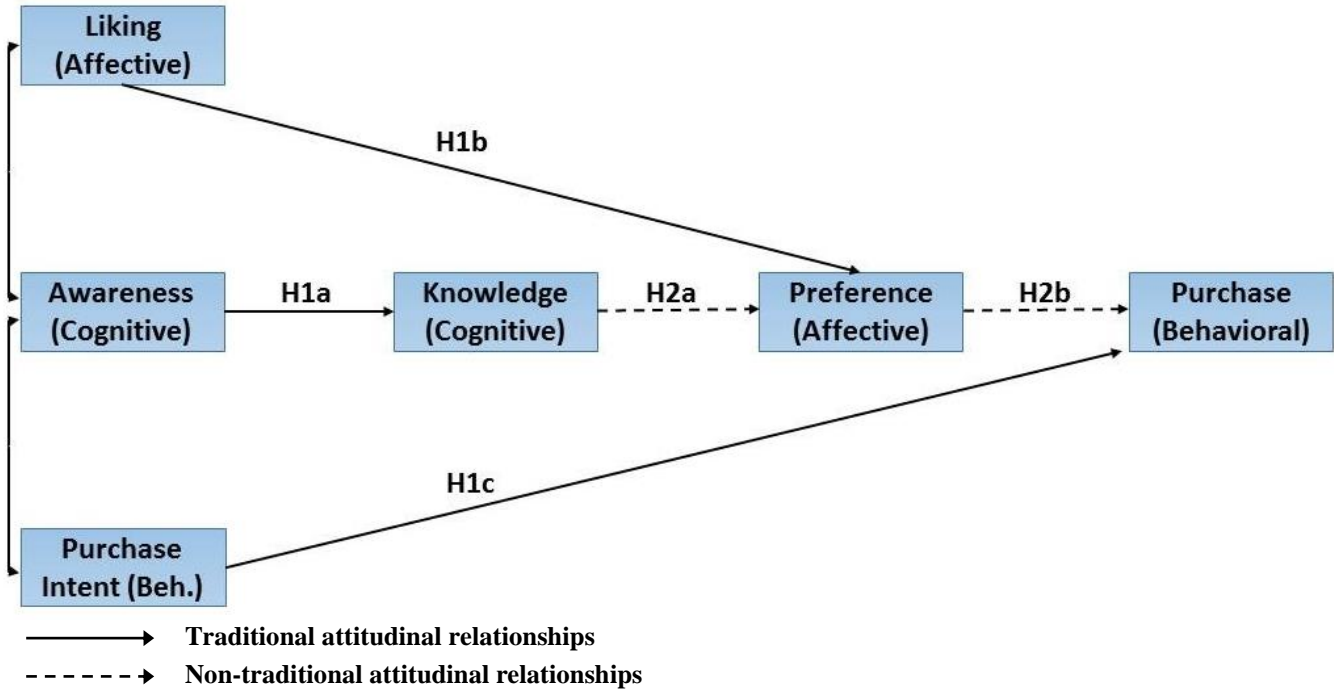 Liking
(Affective)
H1b
Awareness
(Cognitive)
H1a
Knowledge
(Cognitive)
H2a
Preference
(Affective)
H2b
Purchase
(Behavioral)
H1c
Purchase
Intent (Beh.)
Traditional attitudinal relationships
Non-traditional attitudinal relationships